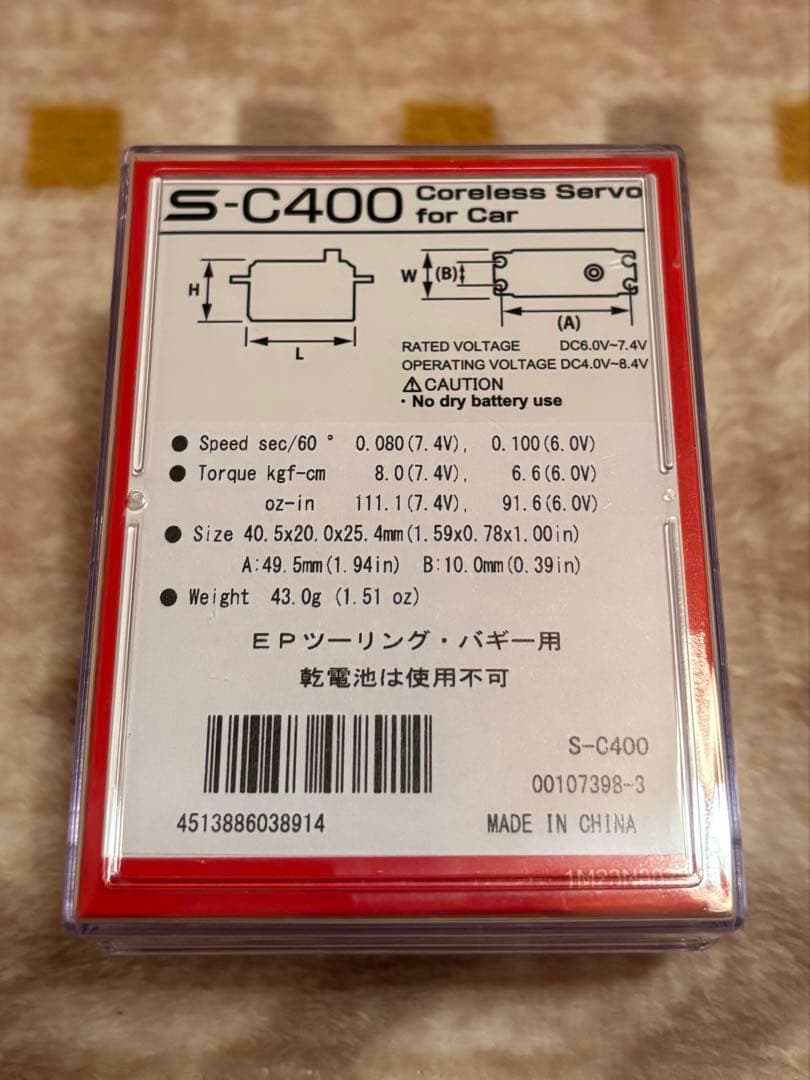 S-C400 Coreless Servo for Car
H
L
W
(B)
(A)
RATED VOLTAGE DC6.0V~7.4V
OPERATING VOLTAGE DC4.0V~8.4V
⚠CAUTION
・No dry battery use
● Speed sec/60 ° 0.080(7.4V), 0.100(6.0V)
● Torque kgf-cm 8.0(7.4V), 6.6(6.0V)
oz-in 111.1(7.4V), 91.6(6.0V)
● Size 40.5x20.0x25.4mm(1.59x0.78x1.00in)
A:49.5mm(1.94in) B:10.0mm(0.39in)
● Weight 43.0g (1.51 oz)
ＥＰツーリング・バギー用
乾電池は使用不可
S-C400
00107398-3
4513886038914
MADE IN CHINA